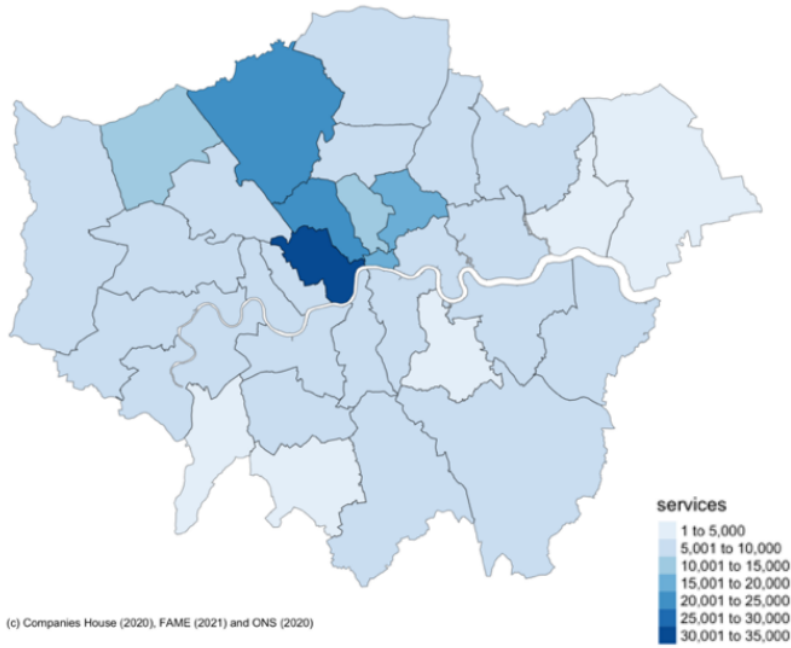 services
1 to 5,000
5,001 to 10,000
10,001 to 15,000
15,001 to 20,000
20,001 to 25,000
25,001 to 30,000
30,001 to 35,000
(c) Companies House (2020), FAME (2021) and ONS (2020)